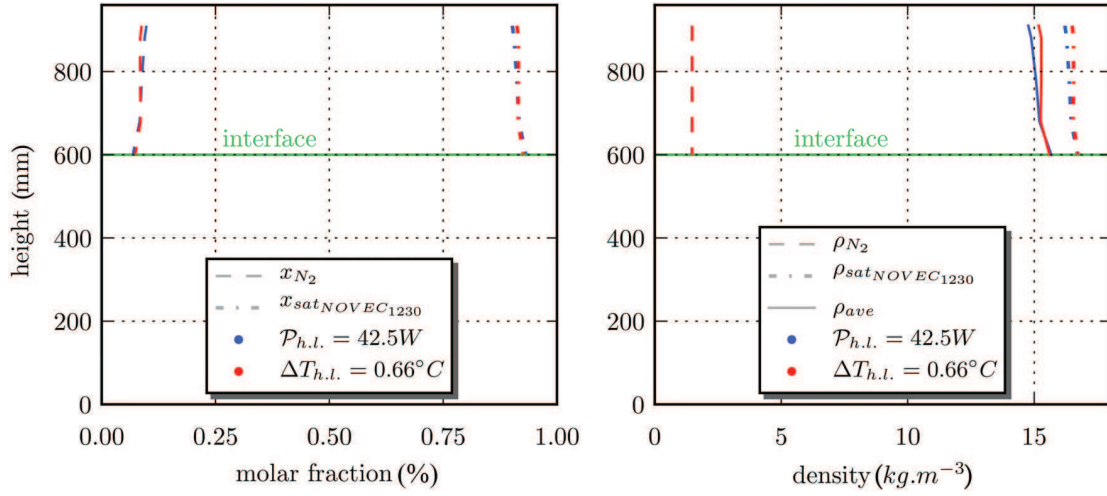 800
600
400
200
0
height (mm)
interface
x_{N_2}
x_{sat_{NOVEC_{1230}}}
\mathcal{P}_{h.l.} = 42.5W
ΔT_{h.l.} = 0.66°C
0.00 0.25 0.50 0.75 1.00
molar fraction (%)
800
600
400
200
0
interface
ρ_{N_2}
ρ_{sat_{NOVEC_{1230}}}
ρ_{ave}
\mathcal{P}_{h.l.} = 42.5W
ΔT_{h.l.} = 0.66°C
0 5 10 15
density (kg.m^{-3})